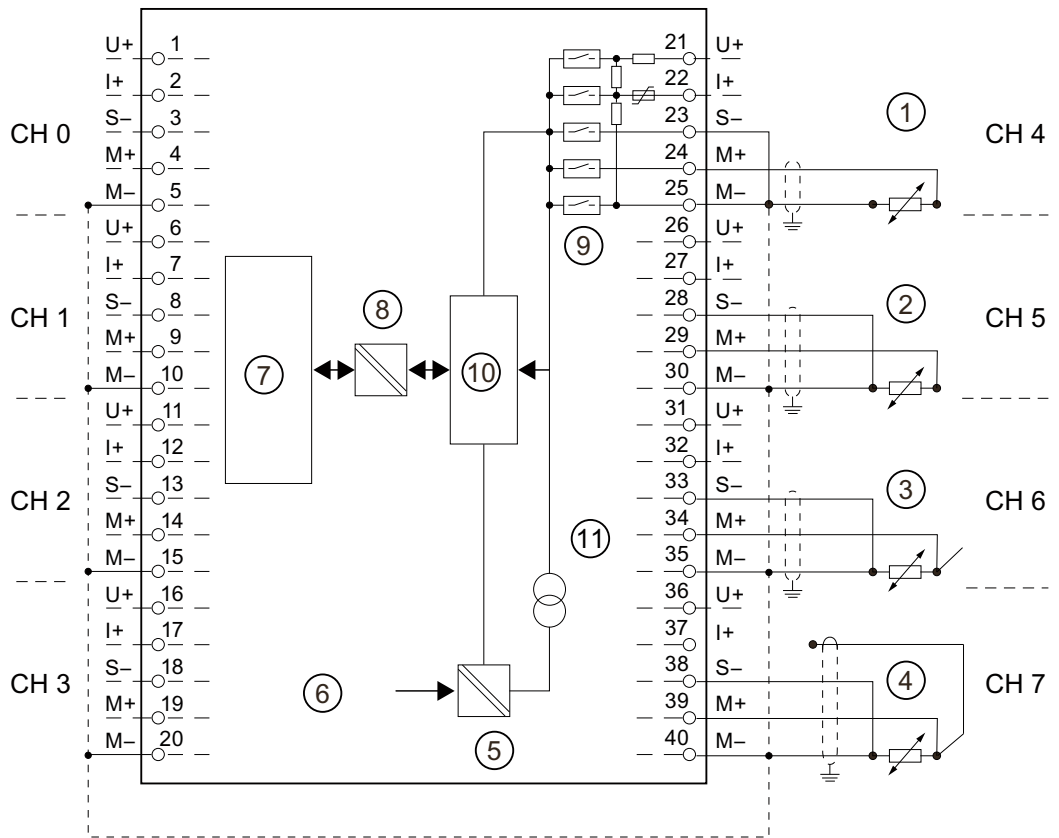 CH 0
U+ 1
I+ 2
S– 3
M+ 4
M– 5
CH 1
U+ 6
I+ 7
S– 8
M+ 9
M– 10
CH 2
U+ 11
I+ 12
S– 13
M+ 14
M– 15
CH 3
U+ 16
I+ 17
S– 18
M+ 19
M– 20
7
8
10
6
5
11
9
21 U+
22 I+
23 S–
24 M+
25 M–
1
CH 4
26 U+
27 I+
28 S–
29 M+
30 M–
2
CH 5
31 U+
32 I+
33 S–
34 M+
35 M–
3
CH 6
36 U+
37 I+
38 S–
39 M+
40 M–
4
CH 7